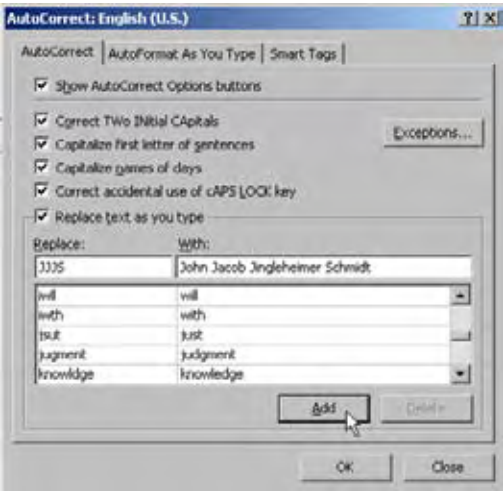 AutoCorrect: English (U.S.)
AutoCorrect AutoFormat As You Type Smart Tags
Show AutoCorrect Options buttons
Correct TWo INitial CApitals
Exceptions...
Capitalize first letter of sentences
Capitalize names of days
Correct accidental use of cAPS LOCK key
Replace text as you type
Replace: With:
JJJS John Jacob Jingleheimer Schmidt
iwll will
iwth with
jsut just
jugment judgment
knowldge knowledge
Add Delete
OK Close